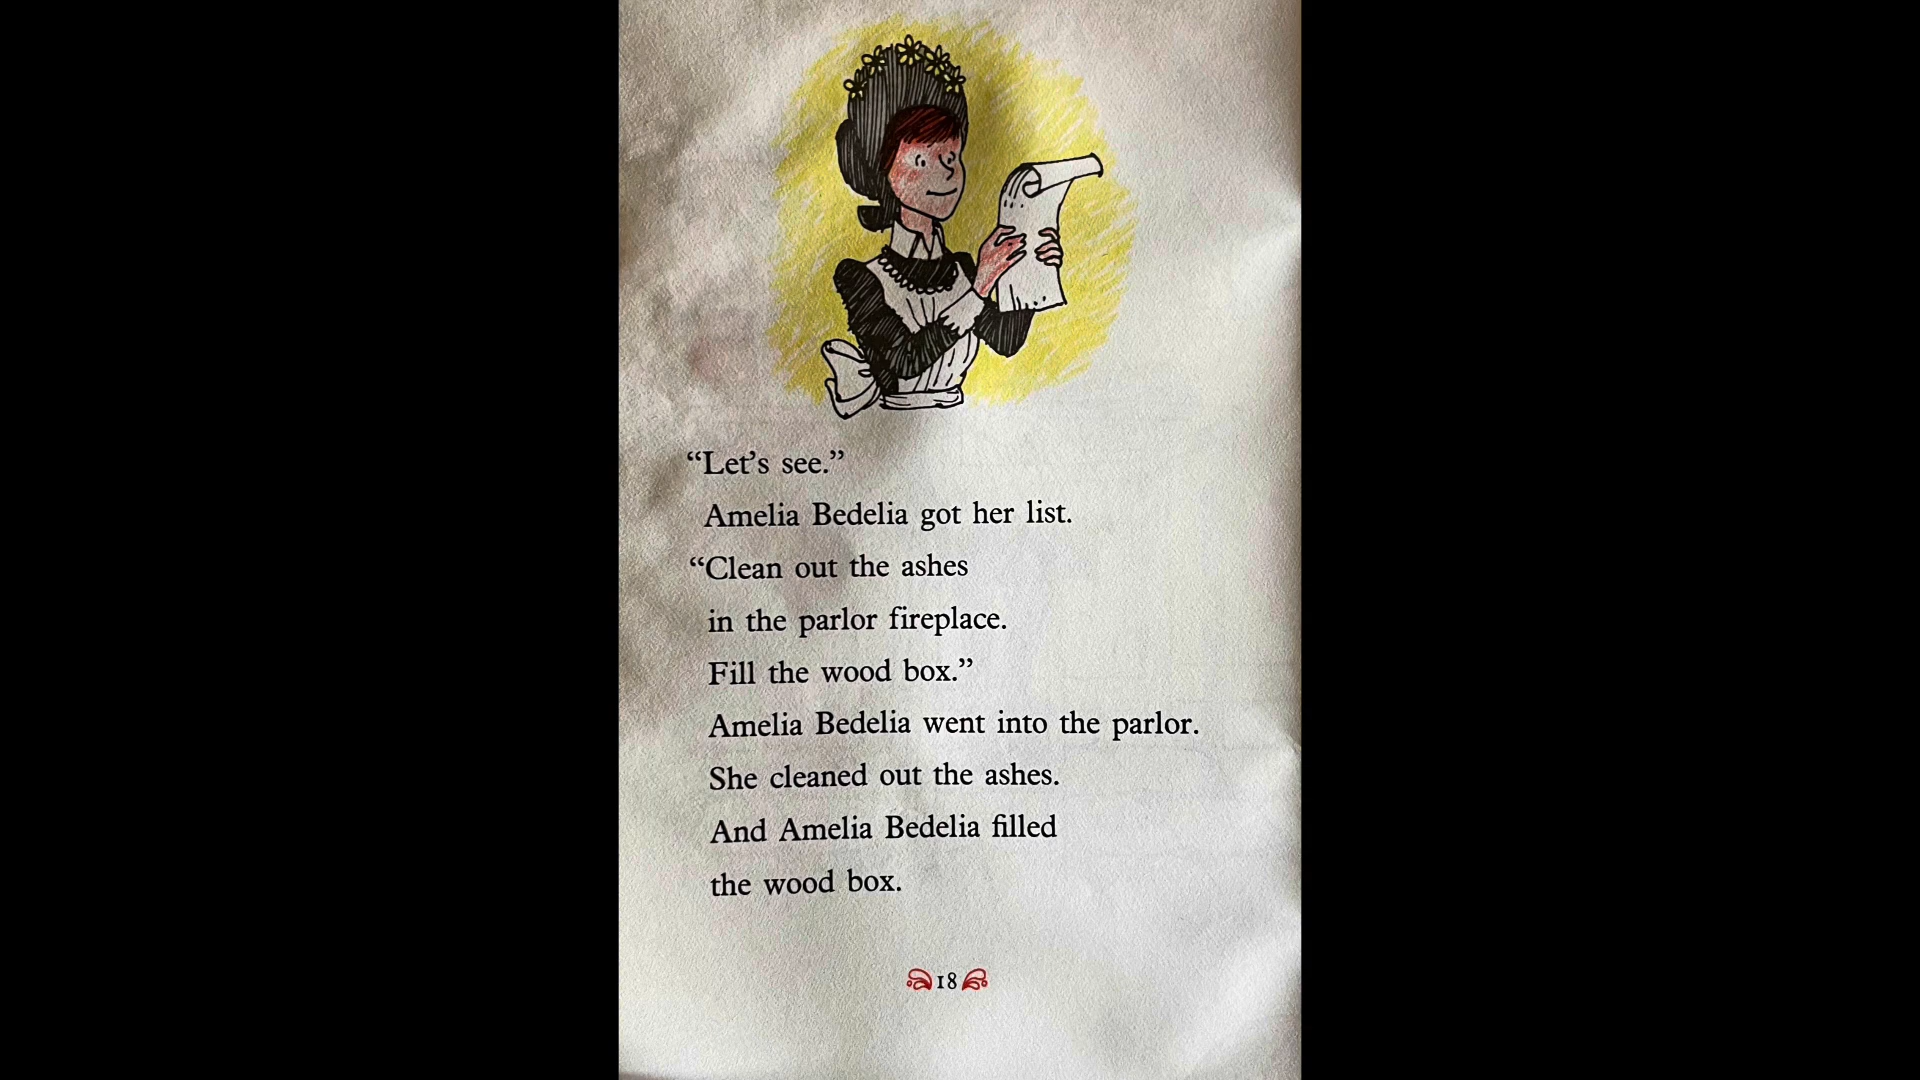 “Let’s see.”
Amelia Bedelia got her list.
“Clean out the ashes
in the parlor fireplace.
Fill the wood box.”
Amelia Bedelia went into the parlor.
She cleaned out the ashes.
And Amelia Bedelia filled
the wood box.
18